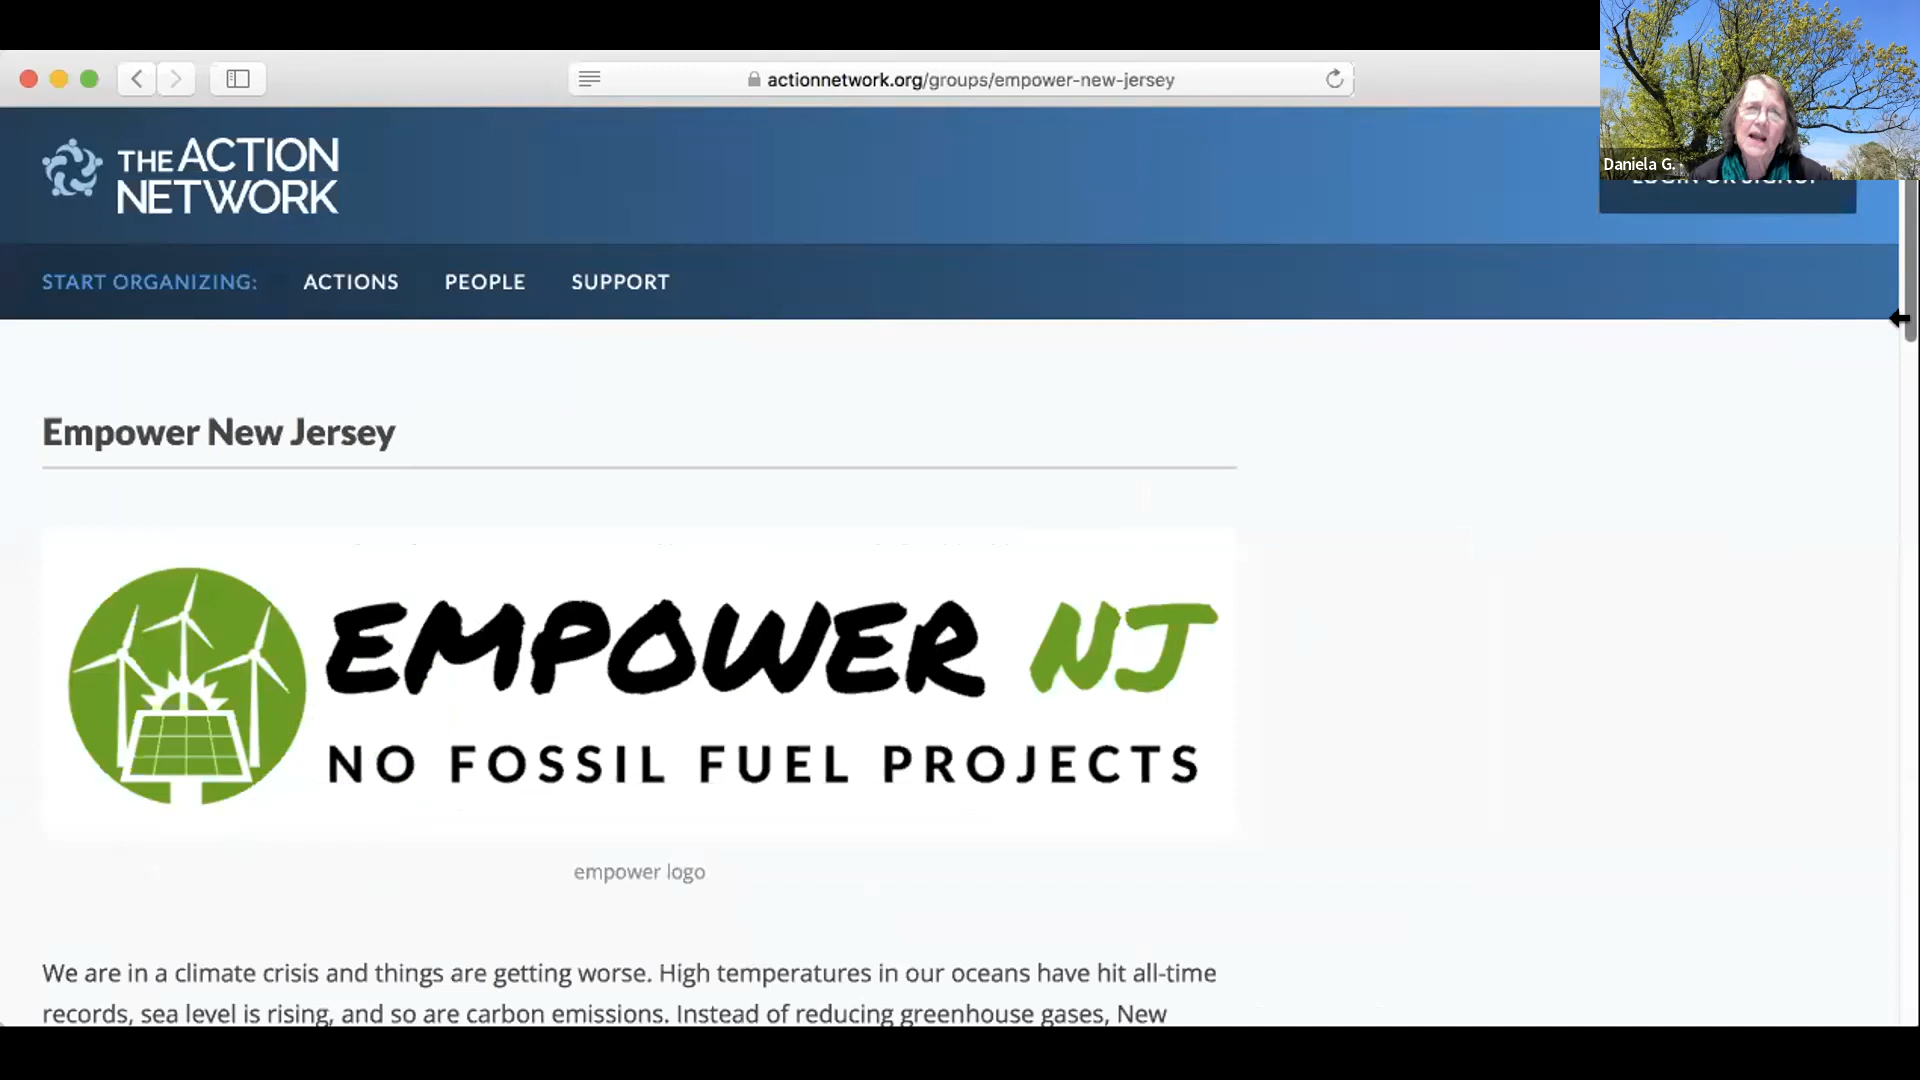 actionnetwork.org/groups/empower-new-jersey
THE ACTION
NETWORK
Daniela G.
LOGIN OR SIGNUP
START ORGANIZING: ACTIONS PEOPLE SUPPORT
Empower New Jersey
EMPOWER NJ
NO FOSSIL FUEL PROJECTS
empower logo
We are in a climate crisis and things are getting worse. High temperatures in our oceans have hit all-time
records, sea level is rising, and so are carbon emissions. Instead of reducing greenhouse gases, New